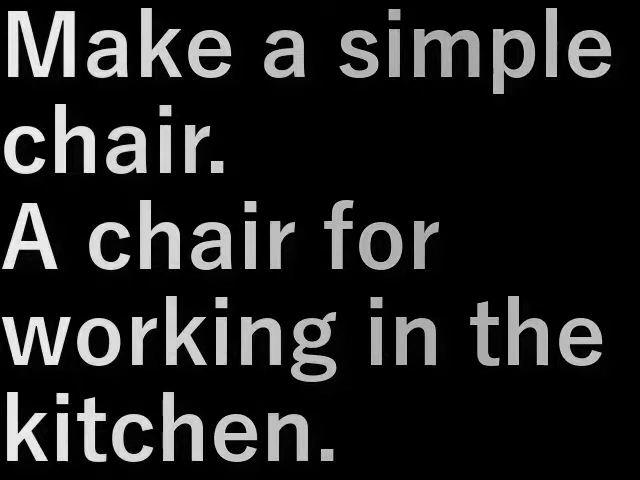 Make a simple
chair.
A chair for
working in the
kitchen.